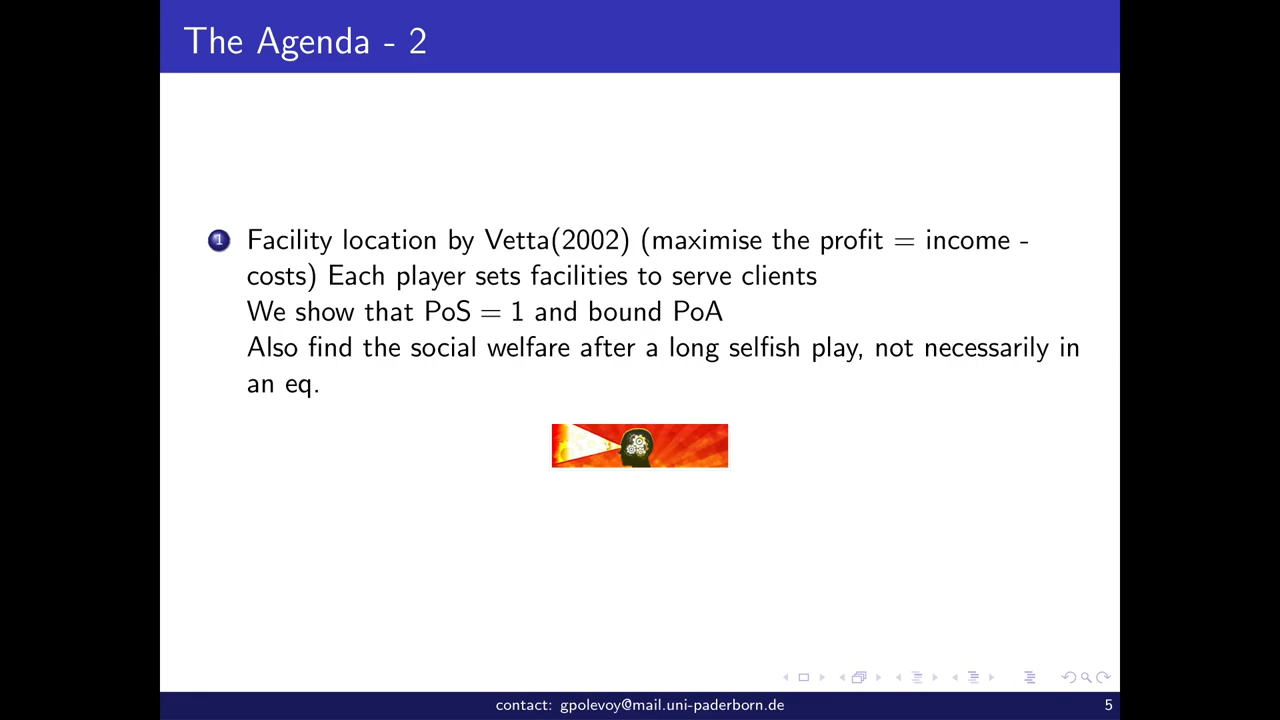 The Agenda - 2
1 Facility location by Vetta(2002) (maximise the profit = income -
costs) Each player sets facilities to serve clients
We show that PoS = 1 and bound PoA
Also find the social welfare after a long selfish play, not necessarily in
an eq.
contact: gpolevoy@mail.uni-paderborn.de 5